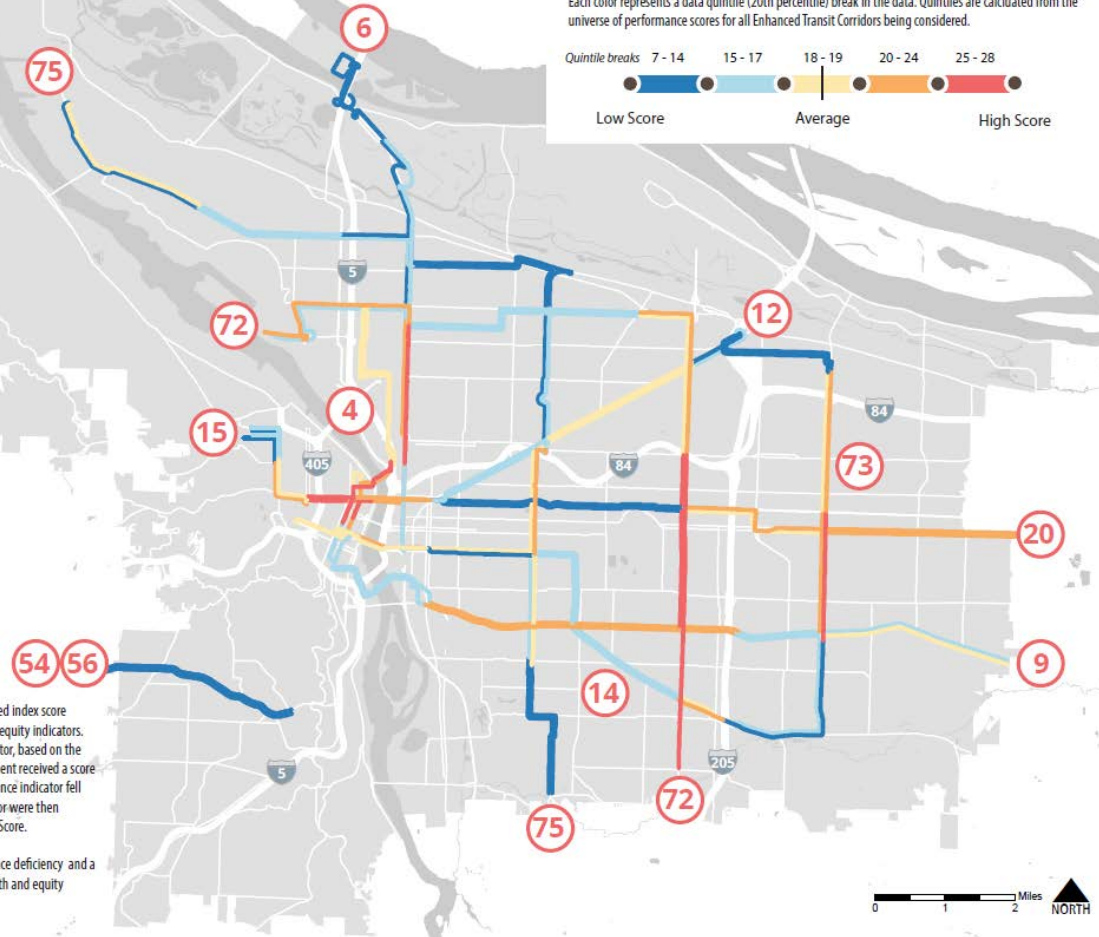 Each color represents a data quintile (20th percentile) break in the data. Quintiles are calculated from the
universe of performance scores for all Enhanced Transit Corridors being considered.
Quintile breaks 7 - 14 15 - 17 18 - 19 20 - 24 25 - 28
Low Score Average High Score
6
75
5
72
12
4
15
84
405
84
73
20
54 56
9
14
ed index score
equity indicators.
tor, based on the
ent received a score
nce indicator fell
or were then
Score.
ce deficiency and a
th and equity
5
205
72
75
0 1 2 Miles
NORTH